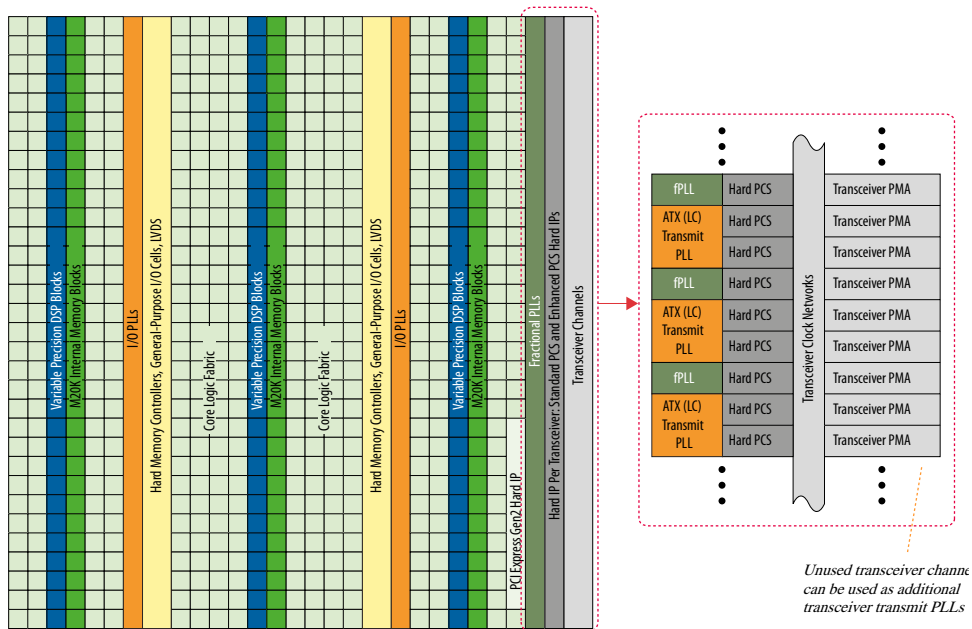 Variable Precision DSP Blocks
M20K Internal Memory Blocks
I/O PLLs
Hard Memory Controllers, General-Purpose I/O Cells, LVDS
Core Logic Fabric
Variable Precision DSP Blocks
M20K Internal Memory Blocks
Core Logic Fabric
Hard Memory Controllers, General-Purpose I/O Cells, LVDS
I/O PLLs
Variable Precision DSP Blocks
M20K Internal Memory Blocks
PCI Express Gen2 Hard IP
Fractional PLLs
Hard IP Per Transceiver: Standard PCS and Enhanced PCS Hard IPs
Transceiver Channels
fPLL
Hard PCS
Transceiver PMA
ATX (LC)
Transmit
PLL
Hard PCS
Transceiver PMA
Hard PCS
Transceiver PMA
fPLL
Hard PCS
Transceiver PMA
ATX (LC)
Transmit
PLL
Hard PCS
Transceiver PMA
Hard PCS
Transceiver PMA
fPLL
Hard PCS
Transceiver PMA
ATX (LC)
Transmit
PLL
Hard PCS
Transceiver PMA
Hard PCS
Transceiver PMA
Transceiver Clock Networks
Unused transceiver channe
can be used as additional
transceiver transmit PLLs